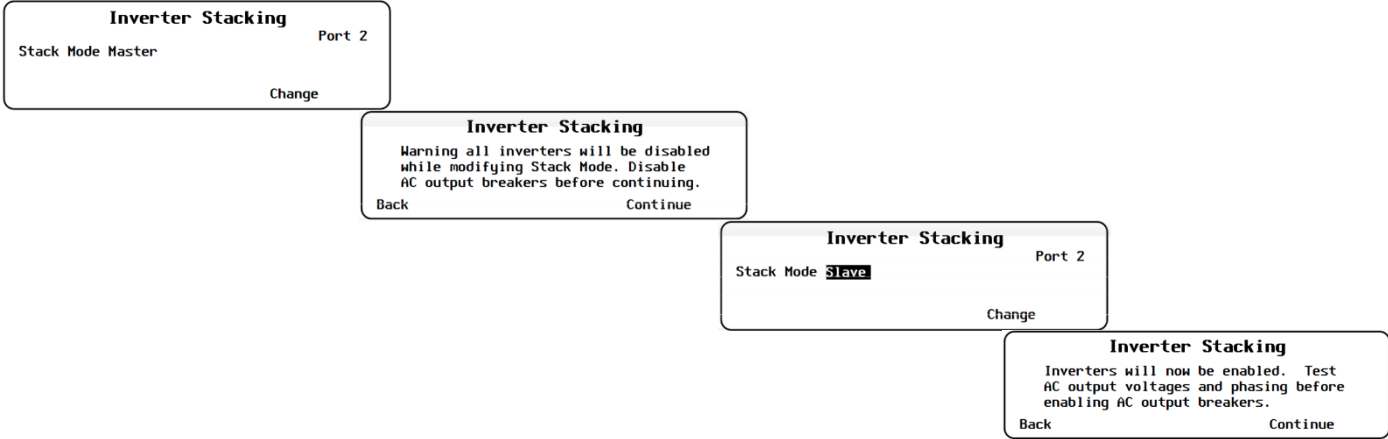 Inverter Stacking
Port 2
Stack Mode Master
Change
Inverter Stacking
Warning all inverters will be disabled
while modifying Stack Mode. Disable
AC output breakers before continuing.
Back Continue
Inverter Stacking
Port 2
Stack Mode Slave
Change
Inverter Stacking
Inverters will now be enabled. Test
AC output voltages and phasing before
enabling AC output breakers.
Back Continue